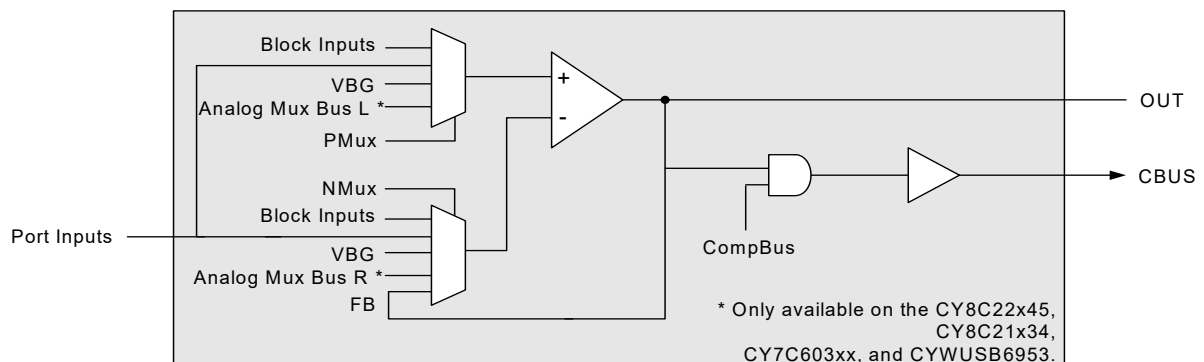 Block Inputs
VBG
Analog Mux Bus L *
PMux
+
-
OUT
NMux
Block Inputs
Port Inputs
VBG
Analog Mux Bus R *
FB
CompBus
CBUS
* Only available on the CY8C22x45,
CY8C21x34,
CY7C603xx, and CYWUSB6953.